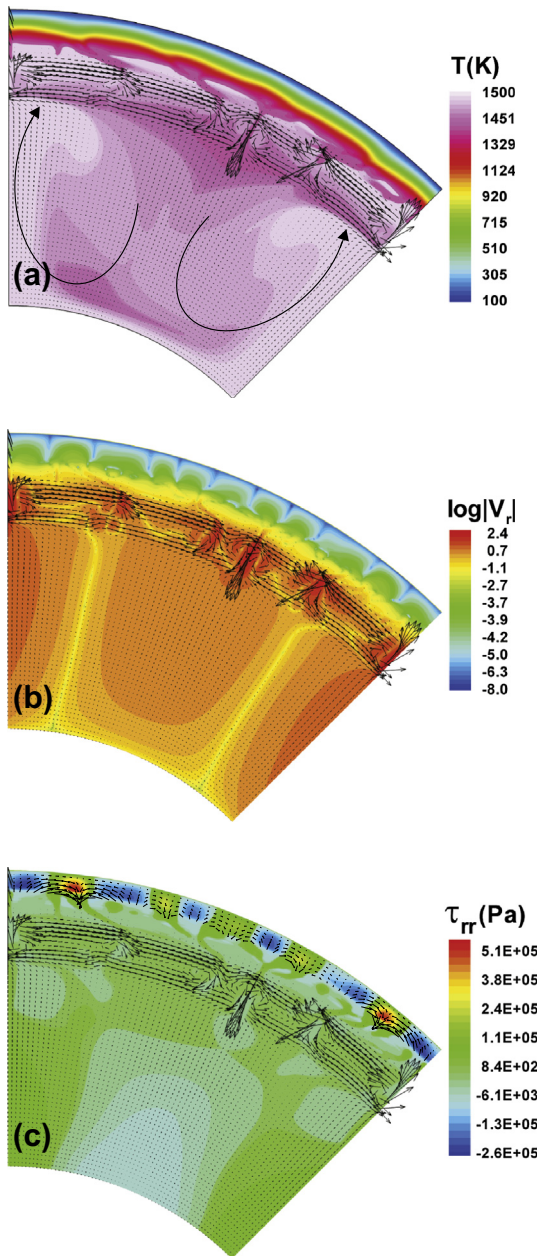 T(K)
1500
1451
1329
1124
920
715
510
305
100
(a)
log|Vr|
2.4
0.7
-1.1
-2.7
-3.7
-3.9
-4.2
-5.0
-6.3
-8.0
(b)
τrr(Pa)
5.1E+05
3.8E+05
2.4E+05
1.2E+05
8.4E+02
-6.1E+03
-1.3E+05
-2.6E+05
(c)